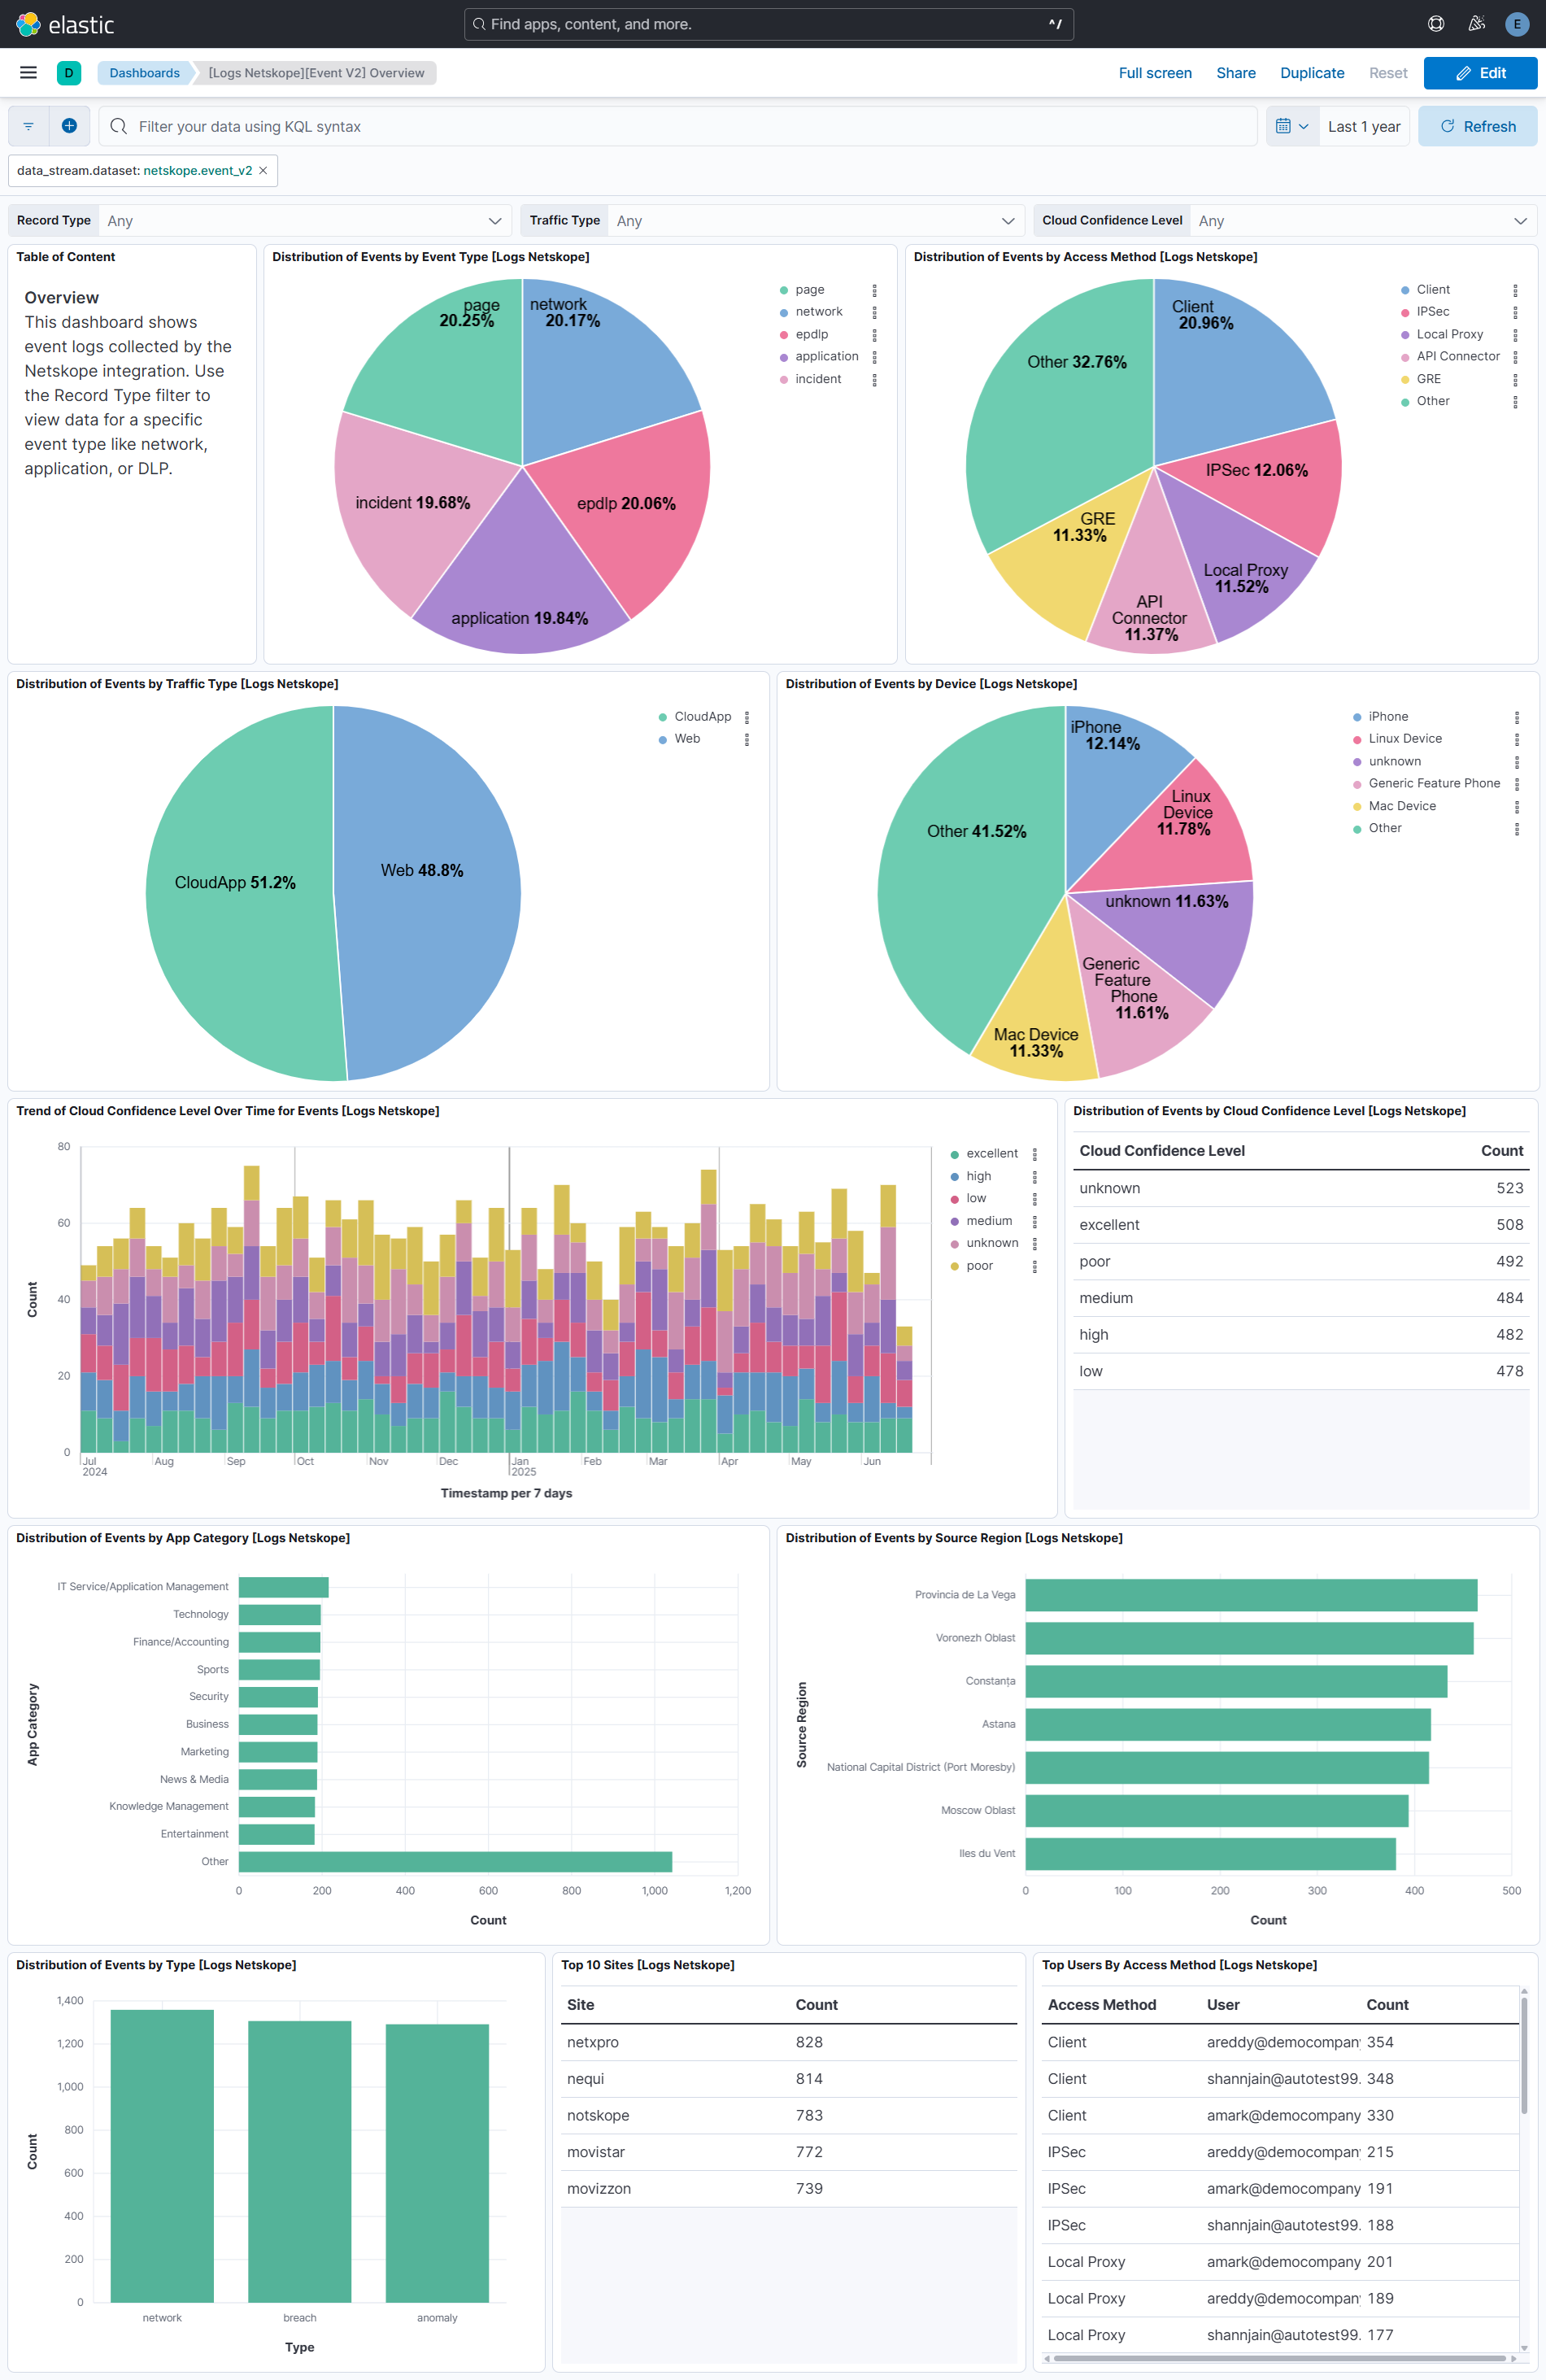 elastic
Find apps, content, and more.
^/
E
D
Dashboards
[Logs Netskope][Event V2] Overview
Full screen
Share
Duplicate
Reset
Edit
Filter your data using KQL syntax
Last 1 year
Refresh
data_stream.dataset: netskope.event_v2
Record Type
Any
Traffic Type
Any
Cloud Confidence Level
Any
Table of Content
Overview
This dashboard shows
event logs collected by the
Netskope integration. Use
the Record Type filter to
view data for a specific
event type like network,
application, or DLP.
Distribution of Events by Event Type [Logs Netskope]
page
20.25%
network
20.17%
incident 19.68%
epdlp 20.06%
application 19.84%
page
network
epdlp
application
incident
Distribution of Events by Access Method [Logs Netskope]
Client
20.96%
Other 32.76%
IPSec 12.06%
GRE
11.33%
Local Proxy
11.52%
API
Connector
11.37%
Client
IPSec
Local Proxy
API Connector
GRE
Other
Distribution of Events by Traffic Type [Logs Netskope]
CloudApp 51.2%
Web 48.8%
CloudApp
Web
Distribution of Events by Device [Logs Netskope]
iPhone
12.14%
Linux
Device
11.78%
Other 41.52%
unknown 11.63%
Generic
Feature
Phone
11.61%
Mac Device
11.33%
iPhone
Linux Device
unknown
Generic Feature Phone
Mac Device
Other
Trend of Cloud Confidence Level Over Time for Events [Logs Netskope]
Count
80
60
40
20
0
Jul
2024
Aug
Sep
Oct
Nov
Dec
Jan
2025
Feb
Mar
Apr
May
Jun
Timestamp per 7 days
excellent
high
low
medium
unknown
poor
Distribution of Events by Cloud Confidence Level [Logs Netskope]
Cloud Confidence Level Count
unknown 523
excellent 508
poor 492
medium 484
high 482
low 478
Distribution of Events by App Category [Logs Netskope]
App Category
IT Service/Application Management
Technology
Finance/Accounting
Sports
Security
Business
Marketing
News & Media
Knowledge Management
Entertainment
Other
0 200 400 600 800 1,000 1,200
Count
Distribution of Events by Source Region [Logs Netskope]
Source Region
Provincia de La Vega
Voronezh Oblast
Constanța
Astana
National Capital District (Port Moresby)
Moscow Oblast
Iles du Vent
0 100 200 300 400 500
Count
Distribution of Events by Type [Logs Netskope]
Count
1,400
1,200
1,000
800
600
400
200
0
network breach anomaly
Type
Top 10 Sites [Logs Netskope]
Site Count
netxpro 828
nequi 814
notskope 783
movistar 772
movizzon 739
Top Users By Access Method [Logs Netskope]
Access Method User Count
Client areddy@democompan 354
Client shannjain@autotest99. 348
Client amark@democompany 330
IPSec areddy@democompan 215
IPSec amark@democompany 191
IPSec shannjain@autotest99. 188
Local Proxy amark@democompany 201
Local Proxy areddy@democompan 189
Local Proxy shannjain@autotest99. 177